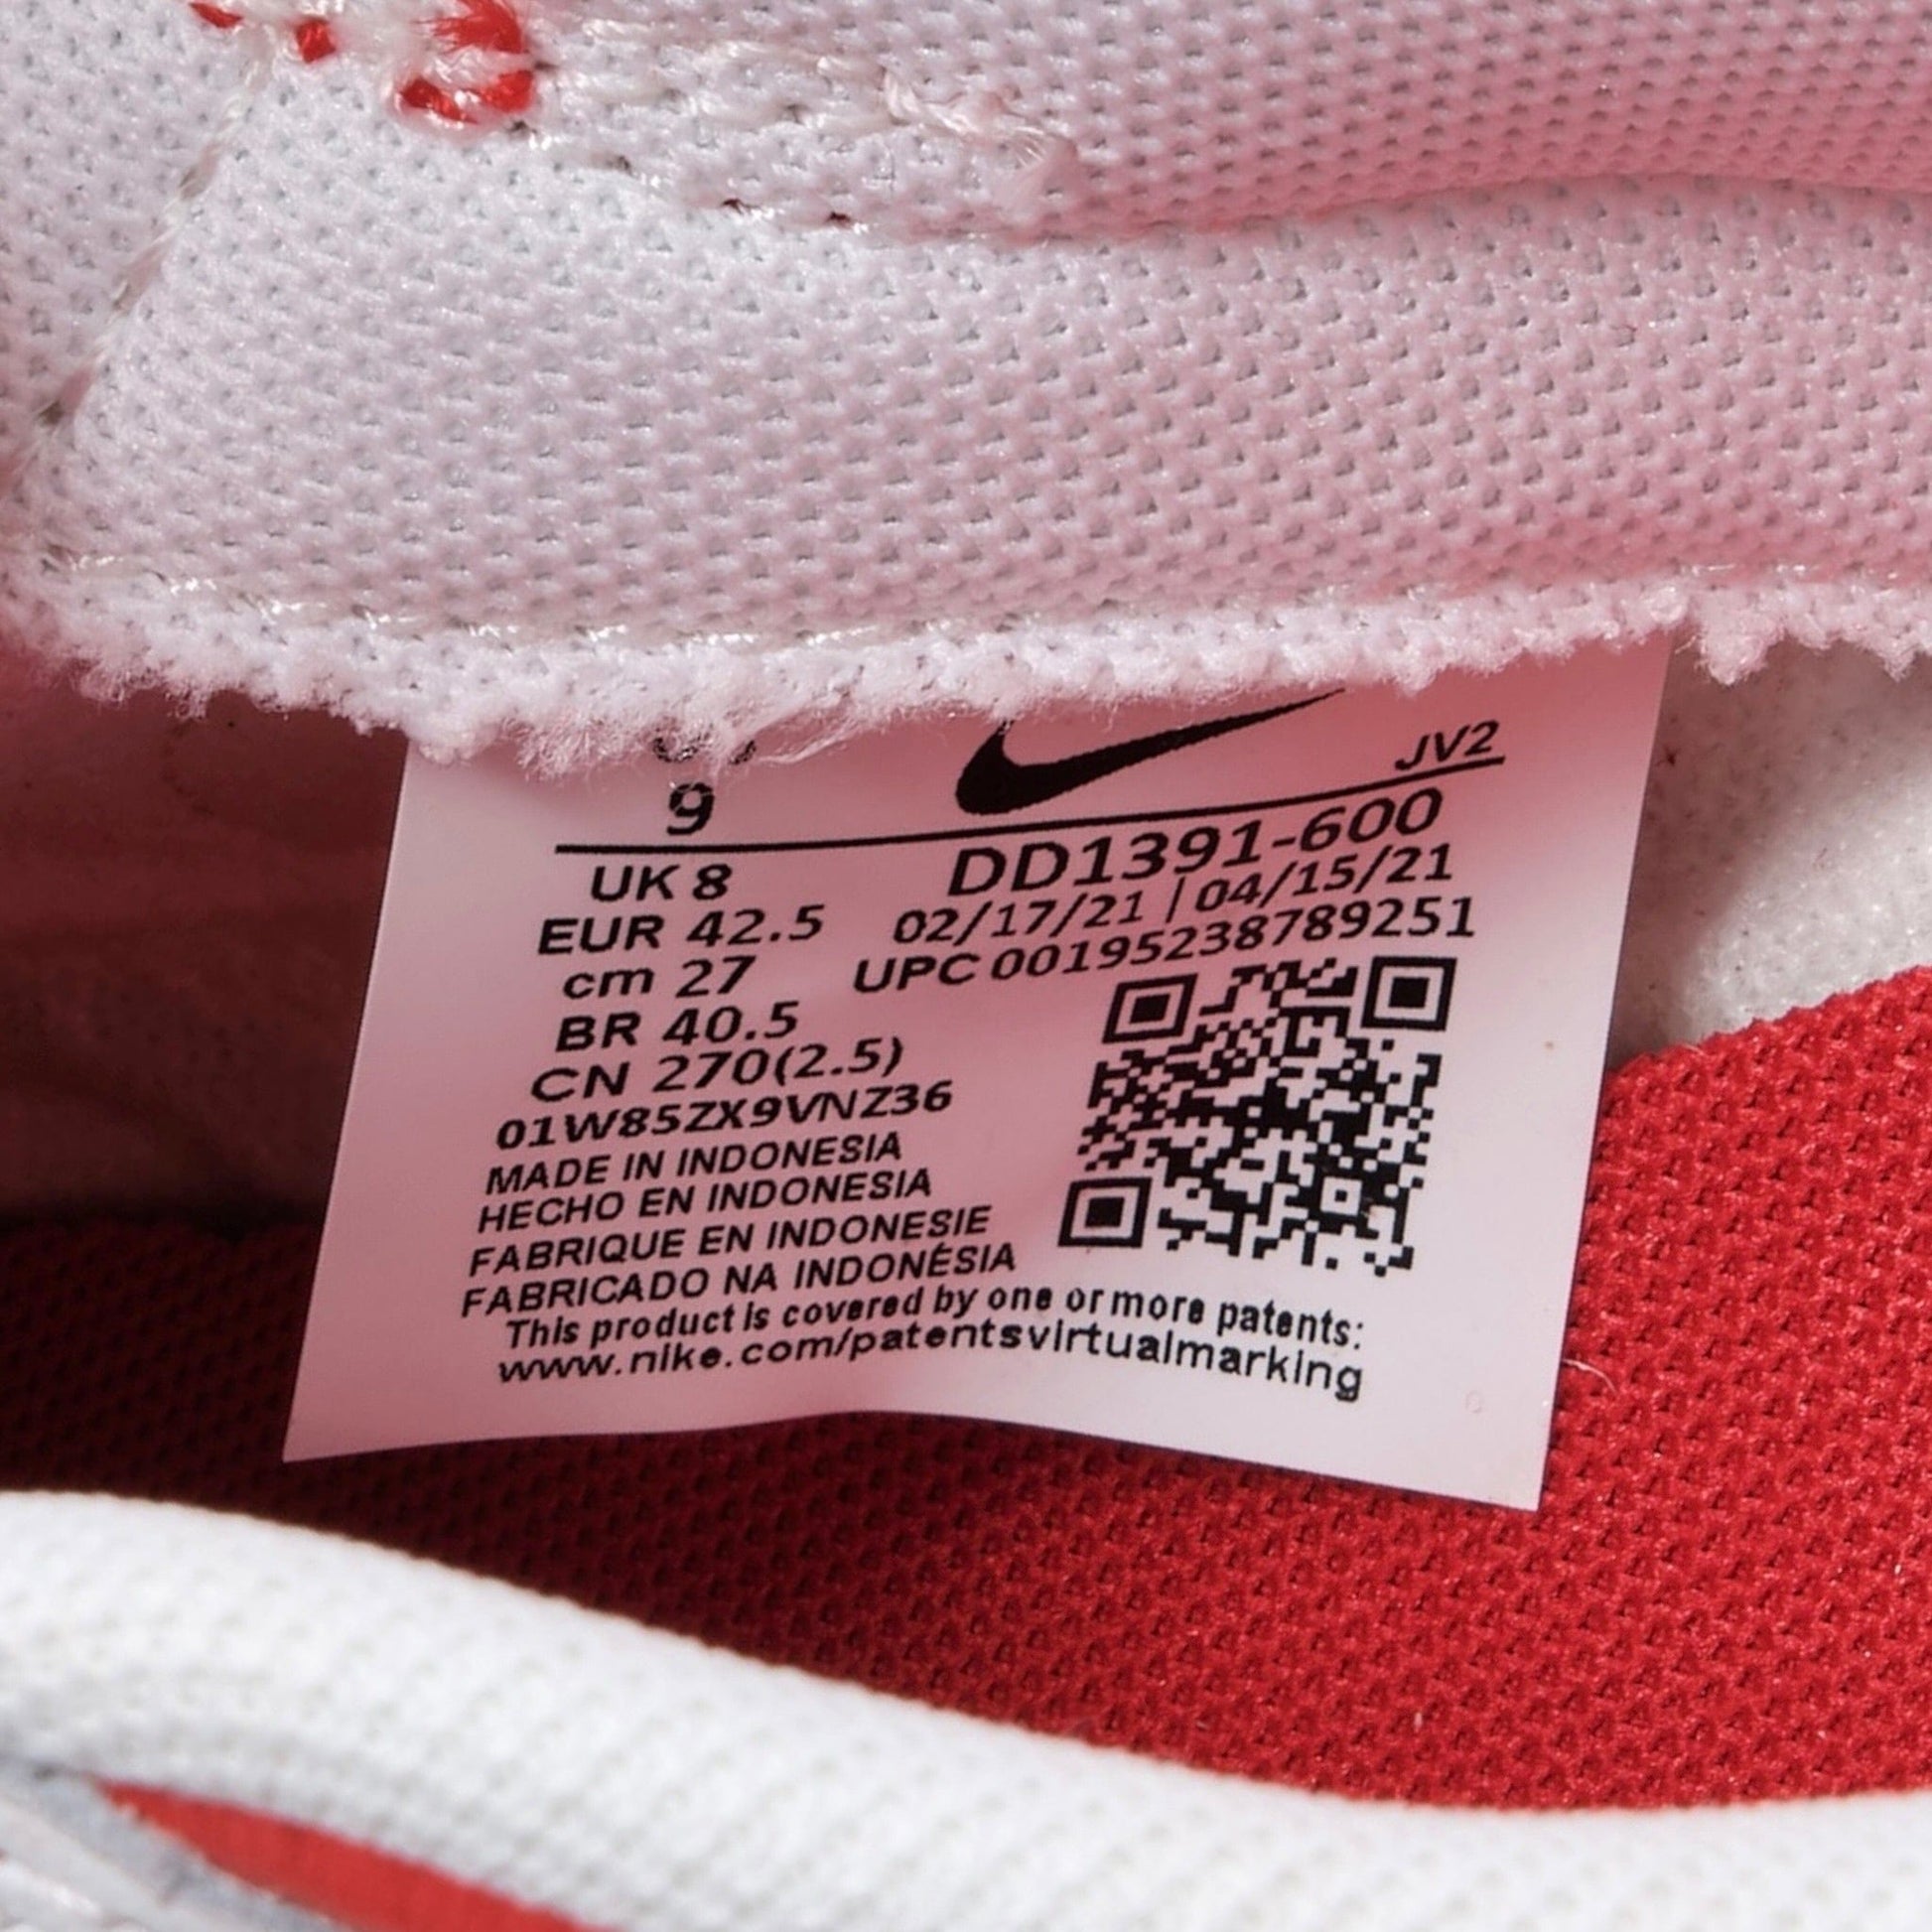 JV2
9
DD1391-600
UK 8
02/17/21 | 04/15/21
EUR 42.5
UPC 00195238789251
cm 27
BR 40.5
CN 270(2.5)
01W85ZX9VNZ36
MADE IN INDONESIA
HECHO EN INDONESIA
FABRIQUE EN INDONESIE
FABRICADO NA INDONÉSIA
This product is covered by one or more patents:
www.nike.com/patentsvirtualmarking